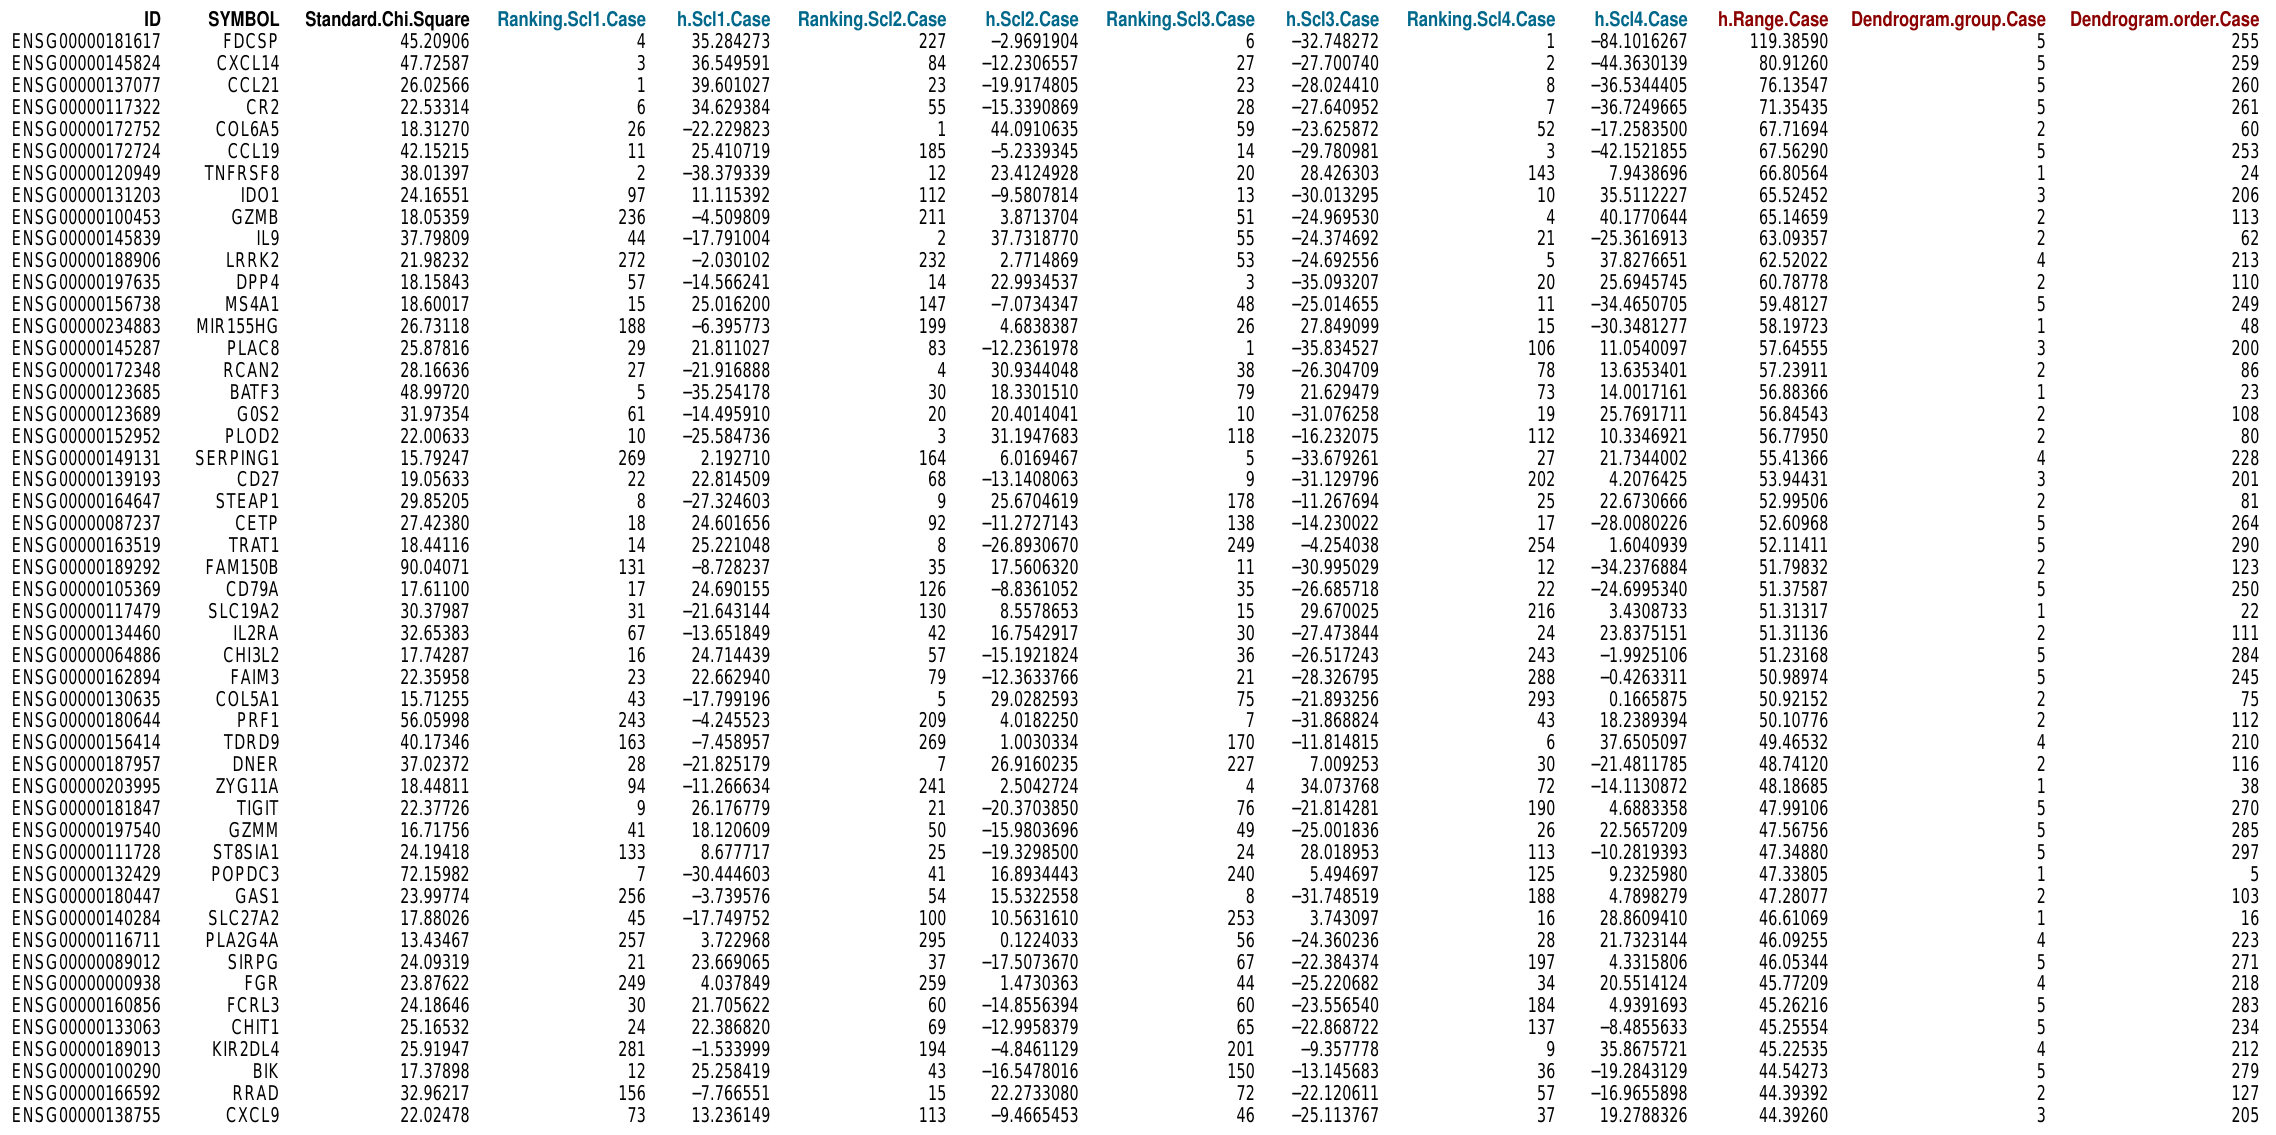 ID SYMBOL Standard.Chi.Square Ranking.Scl1.Case h.Scl1.Case Ranking.Scl2.Case h.Scl2.Case Ranking.Scl3.Case h.Scl3.Case Ranking.Scl4.Case h.Scl4.Case h.Range.Case Dendrogram.group.Case Dendrogram.order.Case
ENSG00000181617 FDCSP 45.20906 4 35.284273 227 −2.9691904 6 −32.748272 1 −84.1016267 119.38590 5 255
ENSG00000145824 CXCL14 47.72587 3 36.549591 84 −12.2306557 27 −27.700740 2 −44.3630139 80.91260 5 259
ENSG00000137077 CCL21 26.02566 1 39.601027 23 −19.9174805 23 −28.024410 8 −36.5344405 76.13547 5 260
ENSG00000117322 CR2 22.53314 6 34.629384 55 −15.3390869 28 −27.640952 7 −36.7249665 71.35435 5 261
ENSG00000172752 COL6A5 18.31270 26 −22.229823 1 44.0910635 59 −23.625872 52 −17.2583500 67.71694 2 60
ENSG00000172724 CCL19 42.15215 11 25.410719 185 −5.2339345 14 −29.780981 3 −42.1521855 67.56290 5 253
ENSG00000120949 TNFRSF8 38.01397 2 −38.379339 12 23.4124928 20 28.426303 143 7.9438696 66.80564 1 24
ENSG00000131203 IDO1 24.16551 97 11.115392 112 −9.5807814 13 −30.013295 10 35.5112227 65.52452 3 206
ENSG00000100453 GZMB 18.05359 236 −4.509809 211 3.8713704 51 −24.969530 4 40.1770644 65.14659 2 113
ENSG00000145839 IL9 37.79809 44 −17.791004 2 37.7318770 55 −24.374692 21 −25.3616913 63.09357 2 62
ENSG00000188906 LRRK2 21.98232 272 −2.030102 232 2.7714869 53 −24.692556 5 37.8276651 62.52022 4 213
ENSG00000197635 DPP4 18.15843 57 −14.566241 14 22.9934537 3 −35.093207 20 25.6945745 60.78778 2 110
ENSG00000156738 MS4A1 18.60017 15 25.016200 147 −7.0734347 48 −25.014655 11 −34.4650705 59.48127 5 249
ENSG00000234883 MIR155HG 26.73118 188 −6.395773 199 4.6838387 26 27.849099 15 −30.3481277 58.19723 1 48
ENSG00000145287 PLAC8 25.87816 29 21.811027 83 −12.2361978 1 −35.834527 106 11.0540097 57.64555 3 200
ENSG00000172348 RCAN2 28.16636 27 −21.916888 4 30.9344048 38 −26.304709 78 13.6353401 57.23911 2 86
ENSG00000123685 BATF3 48.99720 5 −35.254178 30 18.3301510 79 21.629479 73 14.0017161 56.88366 1 23
ENSG00000123689 G0S2 31.97354 61 −14.495910 20 20.4014041 10 −31.076258 19 25.7691711 56.84543 2 108
ENSG00000152952 PLOD2 22.00633 10 −25.584736 3 31.1947683 118 −16.232075 112 10.3346921 56.77950 2 80
ENSG00000149131 SERPING1 15.79247 269 2.192710 164 6.0169467 5 −33.679261 27 21.7344002 55.41366 4 228
ENSG00000139193 CD27 19.05633 22 22.814509 68 −13.1408063 9 −31.129796 202 4.2076425 53.94431 3 201
ENSG00000164647 STEAP1 29.85205 8 −27.324603 9 25.6704619 178 −11.267694 25 22.6730666 52.99506 2 81
ENSG00000087237 CETP 27.42380 18 24.601656 92 −11.2727143 138 −14.230022 17 −28.0080226 52.60968 5 264
ENSG00000163519 TRAT1 18.44116 14 25.221048 8 −26.8930670 249 −4.254038 254 1.6040939 52.11411 5 290
ENSG00000189292 FAM150B 90.04071 131 −8.728237 35 17.5606320 11 −30.995029 12 −34.2376884 51.79832 2 123
ENSG00000105369 CD79A 17.61100 17 24.690155 126 −8.8361052 35 −26.685718 22 −24.6995340 51.37587 5 250
ENSG00000117479 SLC19A2 30.37987 31 −21.643144 130 8.5578653 15 29.670025 216 3.4308733 51.31317 1 22
ENSG00000134460 IL2RA 32.65383 67 −13.651849 42 16.7542917 30 −27.473844 24 23.8375151 51.31136 2 111
ENSG00000064886 CHI3L2 17.74287 16 24.714439 57 −15.1921824 36 −26.517243 243 −1.9925106 51.23168 5 284
ENSG00000162894 FAIM3 22.35958 23 22.662940 79 −12.3633766 21 −28.326795 288 −0.4263311 50.98974 5 245
ENSG00000130635 COL5A1 15.71255 43 −17.799196 5 29.0282593 75 −21.893256 293 0.1665875 50.92152 2 75
ENSG00000180644 PRF1 56.05998 243 −4.245523 209 4.0182250 7 −31.868824 43 18.2389394 50.10776 2 112
ENSG00000156414 TDRD9 40.17346 163 −7.458957 269 1.0030334 170 −11.814815 6 37.6505097 49.46532 4 210
ENSG00000187957 DNER 37.02372 28 −21.825179 7 26.9160235 227 7.009253 30 −21.4811785 48.74120 2 116
ENSG00000203995 ZYG11A 18.44811 94 −11.266634 241 2.5042724 4 34.073768 72 −14.1130872 48.18685 1 38
ENSG00000181847 TIGIT 22.37726 9 26.176779 21 −20.3703850 76 −21.814281 190 4.6883358 47.99106 5 270
ENSG00000197540 GZMM 16.71756 41 18.120609 50 −15.9803696 49 −25.001836 26 22.5657209 47.56756 5 285
ENSG00000111728 ST8SIA1 24.19418 133 8.677717 25 −19.3298500 24 28.018953 113 −10.2819393 47.34880 5 297
ENSG00000132429 POPDC3 72.15982 7 −30.444603 41 16.8934443 240 5.494697 125 9.2325980 47.33805 1 5
ENSG00000180447 GAS1 23.99774 256 −3.739576 54 15.5322558 8 −31.748519 188 4.7898279 47.28077 2 103
ENSG00000140284 SLC27A2 17.88026 45 −17.749752 100 10.5631610 253 3.743097 16 28.8609410 46.61069 1 16
ENSG00000116711 PLA2G4A 13.43467 257 3.722968 295 0.1224033 56 −24.360236 28 21.7323144 46.09255 4 223
ENSG00000089012 SIRPG 24.09319 21 23.669065 37 −17.5073670 67 −22.384374 197 4.3315806 46.05344 5 271
ENSG00000000938 FGR 23.87622 249 4.037849 259 1.4730363 44 −25.220682 34 20.5514124 45.77209 4 218
ENSG00000160856 FCRL3 24.18646 30 21.705622 60 −14.8556394 60 −23.556540 184 4.9391693 45.26216 5 283
ENSG00000133063 CHIT1 25.16532 24 22.386820 69 −12.9958379 65 −22.868722 137 −8.4855633 45.25554 5 234
ENSG00000189013 KIR2DL4 25.91947 281 −1.533999 194 −4.8461129 201 −9.357778 9 35.8675721 45.22535 4 212
ENSG00000100290 BIK 17.37898 12 25.258419 43 −16.5478016 150 −13.145683 36 −19.2843129 44.54273 5 279
ENSG00000166592 RRAD 32.96217 156 −7.766551 15 22.2733080 72 −22.120611 57 −16.9655898 44.39392 2 127
ENSG00000138755 CXCL9 22.02478 73 13.236149 113 −9.4665453 46 −25.113767 37 19.2788326 44.39260 3 205